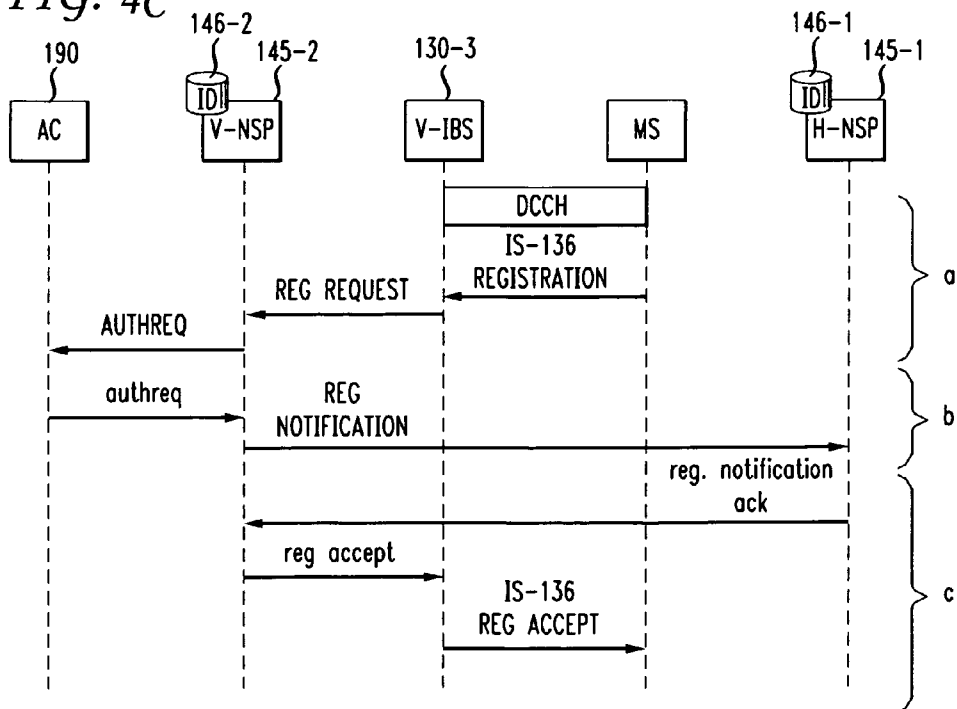 FIG. 4C
190
146-2
145-2
130-3
146-1
145-1
AC
ID
V-NSP
V-IBS
MS
ID
H-NSP
DCCH
IS-136
REGISTRATION
REG REQUEST
AUTHREQ
a
authreq
REG
NOTIFICATION
b
reg. notification
ack
reg accept
IS-136
REG ACCEPT
c